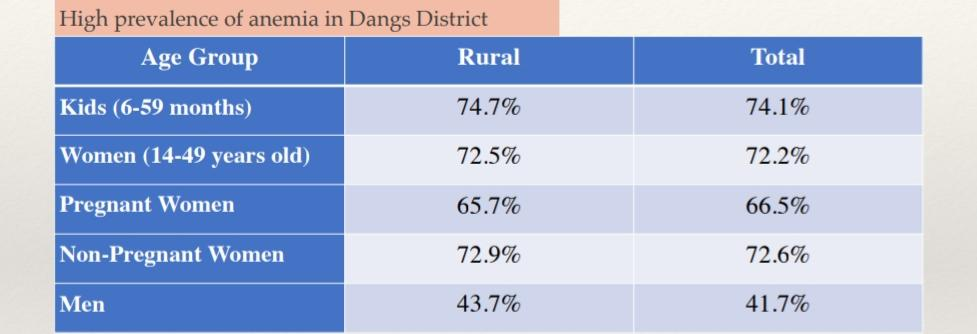 High prevalence of anemia in Dangs District
Age Group Rural Total
Kids (6-59 months) 74.7% 74.1%
Women (14-49 years old) 72.5% 72.2%
Pregnant Women 65.7% 66.5%
Non-Pregnant Women 72.9% 72.6%
Men 43.7% 41.7%